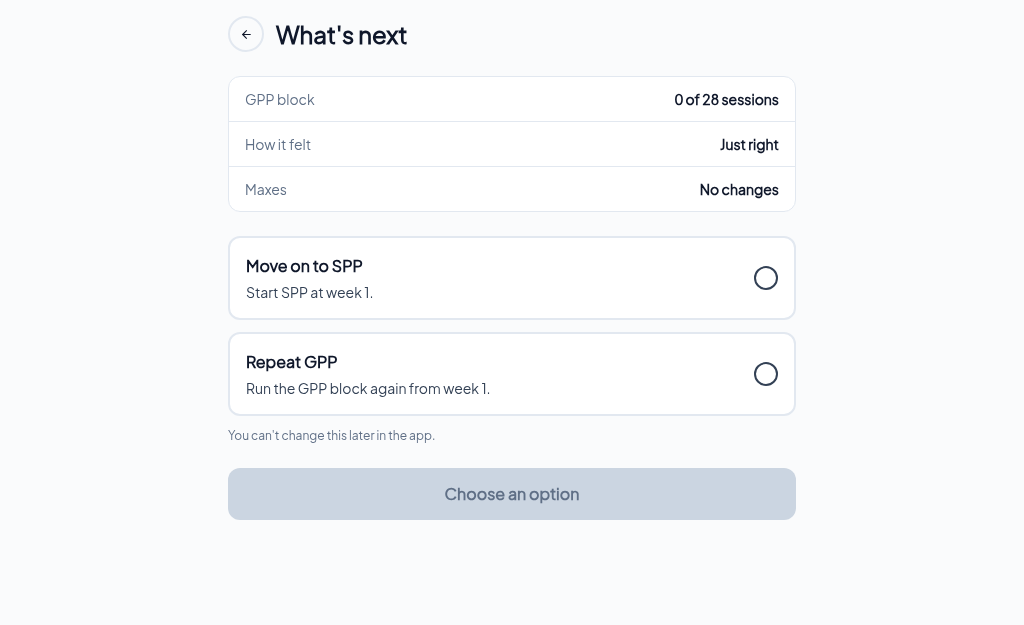 What's next
GPP block 0 of 28 sessions
How it felt Just right
Maxes No changes
Move on to SPP
Start SPP at week 1.
Repeat GPP
Run the GPP block again from week 1.
You can't change this later in the app.
Choose an option